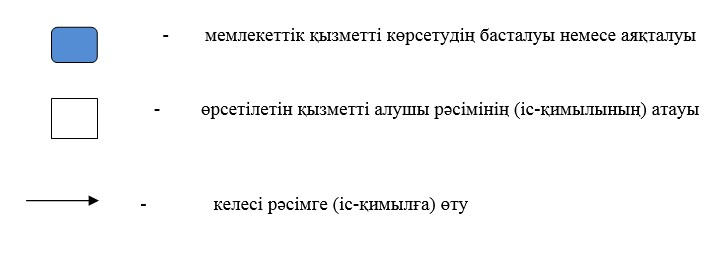 - мемлекеттік қызметті көрсетудің басталуы немесе аяқталуы
- өрсетілетін қызметті алушы рәсімінің (іс-қимылының) атауы
- келесі рәсімге (іс-қимылға) өту